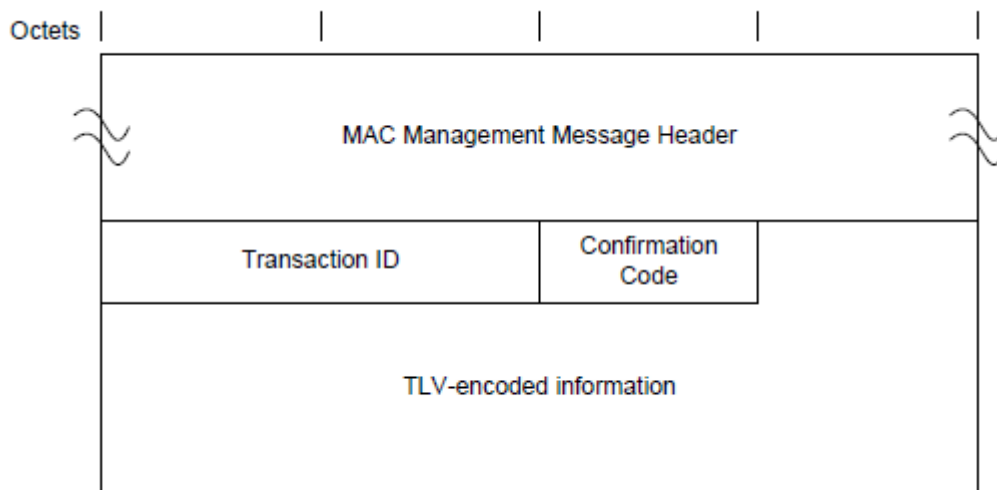 Octets
MAC Management Message Header
Transaction ID
Confirmation
Code
TLV-encoded information